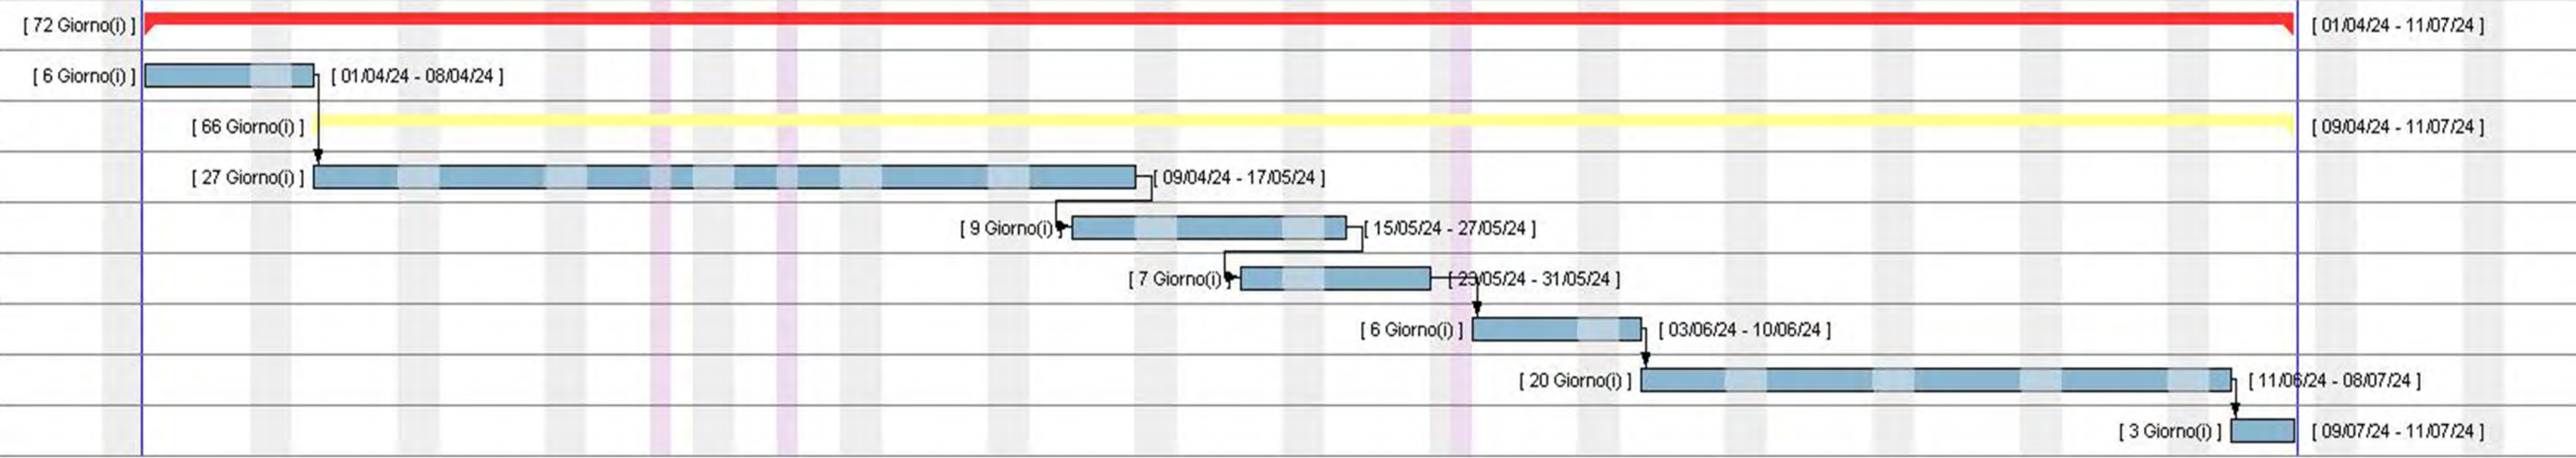 [ 72 Giorno(i) ] [ 01/04/24 - 11/07/24 ]
[ 6 Giorno(i) ] [ 01/04/24 - 08/04/24 ]
[ 66 Giorno(i) ] [ 09/04/24 - 11/07/24 ]
[ 27 Giorno(i) ] [ 09/04/24 - 17/05/24 ]
[ 9 Giorno(i) ] [ 15/05/24 - 27/05/24 ]
[ 7 Giorno(i) ] [ 23/05/24 - 31/05/24 ]
[ 6 Giorno(i) ] [ 03/06/24 - 10/06/24 ]
[ 20 Giorno(i) ] [ 11/06/24 - 08/07/24 ]
[ 3 Giorno(i) ] [ 09/07/24 - 11/07/24 ]